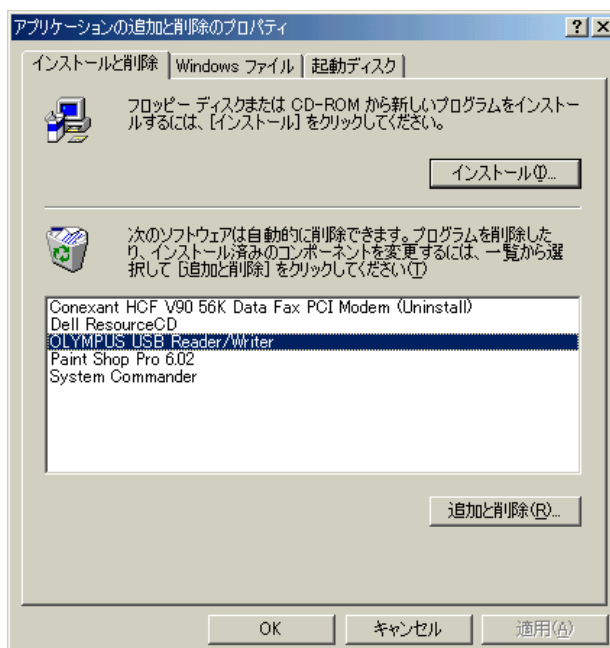 アプリケーションの追加と削除のプロパティ
? ×
インストールと削除 Windows ファイル 起動ディスク
フロッピー ディスクまたは CD-ROM から新しいプログラムをインストー
ルするには、[インストール] をクリックしてください。
インストール(I)...
次のソフトウェアは自動的に削除できます。プログラムを削除した
り、インストール済みのコンポーネントを変更するには、一覧から選
択して [追加と削除] をクリックしてください(T)
Conexant HCF V90 56K Data Fax PCI Modem (Uninstall)
Dell ResourceCD
OLYMPUS USB Reader/Writer
Paint Shop Pro 6.02
System Commander
追加と削除(R)...
OK キャンセル 適用(A)